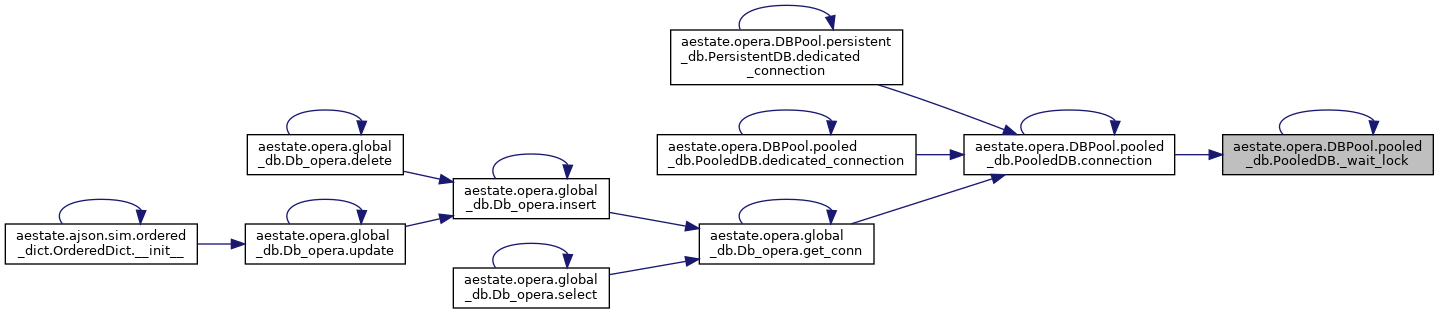 aestate.opera.DBPool.persistent
_db.PersistentDB.dedicated
_connection
aestate.opera.global
_db.Db_opera.delete
aestate.opera.DBPool.pooled
_db.PooledDB.dedicated_connection
aestate.opera.DBPool.pooled
_db.PooledDB.connection
aestate.opera.DBPool.pooled
_db.PooledDB._wait_lock
aestate.opera.global
_db.Db_opera.insert
aestate.ajson.sim.ordered
_dict.OrderedDict.__init__
aestate.opera.global
_db.Db_opera.update
aestate.opera.global
_db.Db_opera.get_conn
aestate.opera.global
_db.Db_opera.select